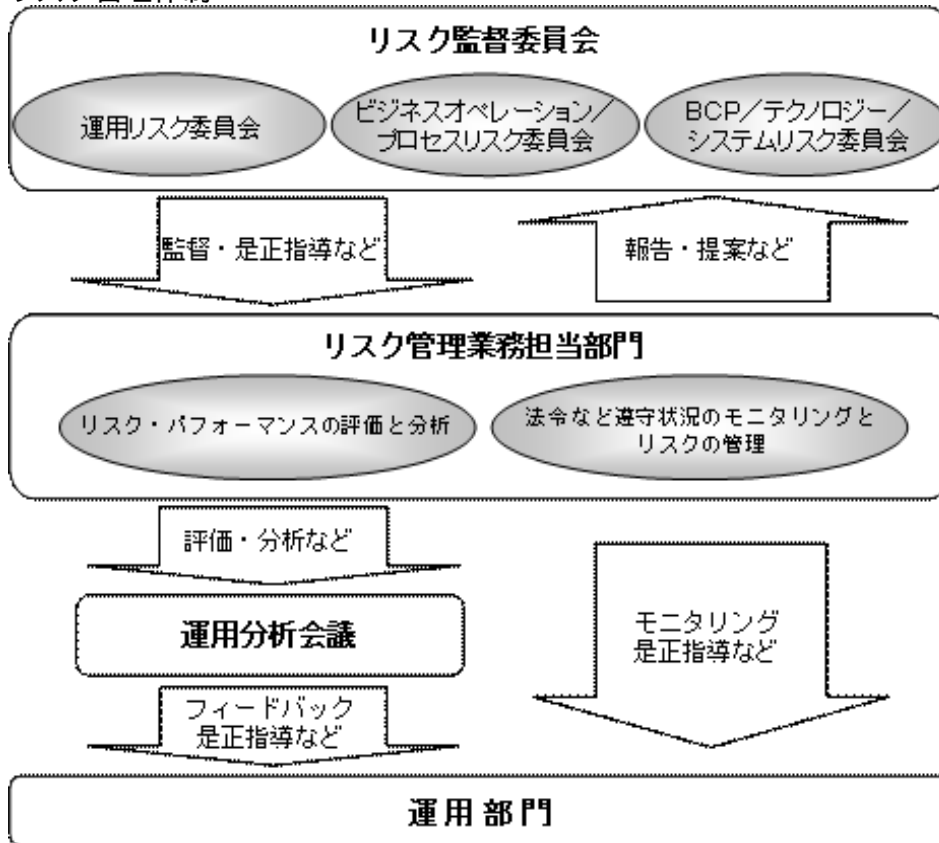 リスク管理体制
リスク監督委員会
運用リスク委員会
ビジネスオペレーション／
プロセスリスク委員会
BCP／テクノロジー／
システムリスク委員会
監督・是正指導など
報告・提案など
リスク管理業務担当部門
リスク・パフォーマンスの評価と分析
法令など遵守状況のモニタリングと
リスクの管理
評価・分析など
運用分析会議
モニタリング
是正指導など
フィードバック
是正指導など
運用部門